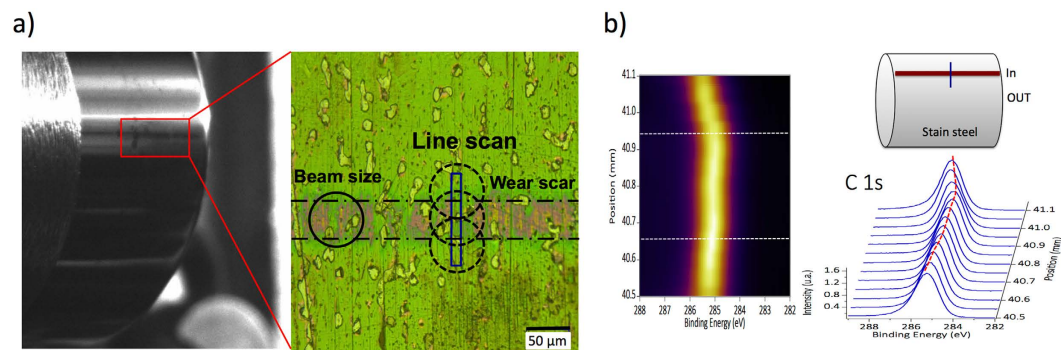 a)
Line scan
Beam size
Wear scar
50 µm
b)
41.1
41.0
40.9
40.8
40.7
40.6
40.5
Position (mm)
288 287 286 285 284 283 282
Binding Energy (eV)
In
OUT
Stain steel
C 1s
41.1
41.0
40.9
40.8
40.7
40.6
40.5
Position (mm)
1.6
1.2
0.8
0.4
Intensity (u.a.)
288 286 284 282
Binding Energy (eV)